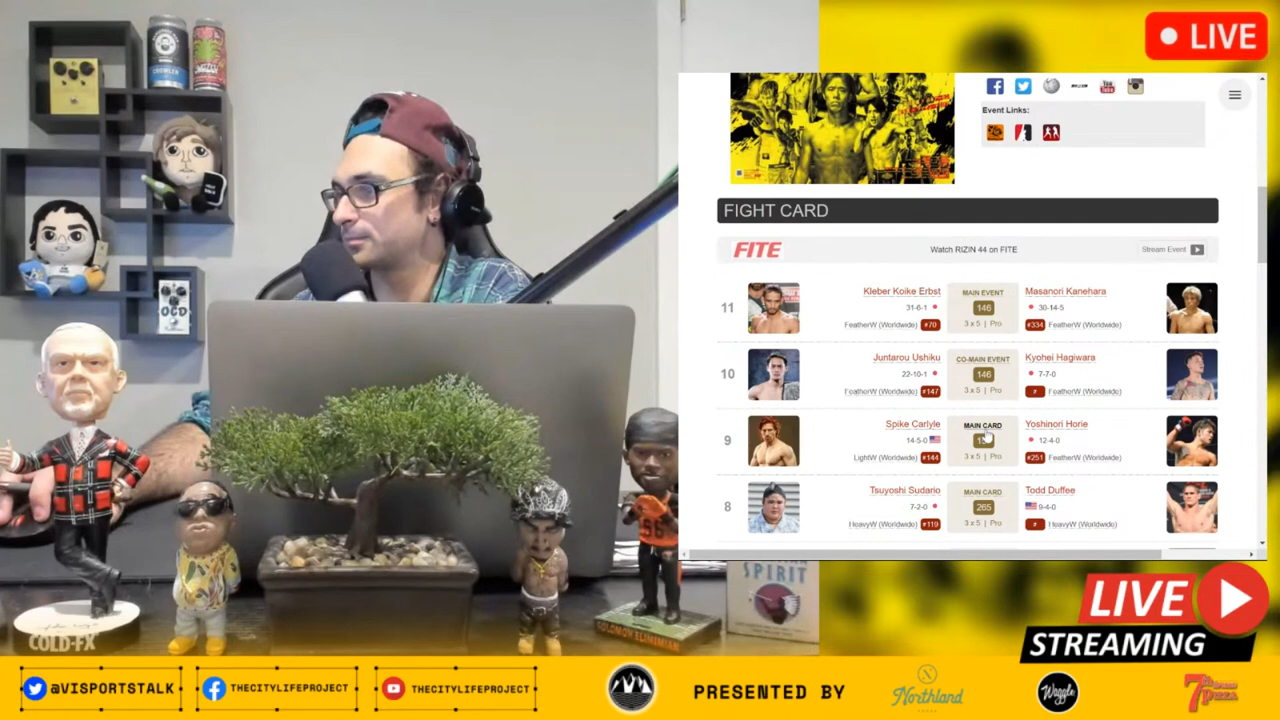 LIVE
CROWLER
OCD
Event Links:
FIGHT CARD
FITE
Watch RIZIN 44 on FITE
Stream Event
11
Kleber Koike Erbst
31-6-1
FeatherW (Worldwide) #70
MAIN EVENT
146
3 x 5 | Pro
Masanori Kanehara
30-14-5
#334 FeatherW (Worldwide)
10
Juntarou Ushiku
22-10-1
FeatherW (Worldwide) #147
CO-MAIN EVENT
146
3 x 5 | Pro
Kyohei Hagiwara
7-7-0
# FeatherW (Worldwide)
9
Spike Carlyle
14-5-0
LightW (Worldwide) #144
MAIN CARD
3 x 5 | Pro
Yoshinori Horie
12-4-0
#251 FeatherW (Worldwide)
8
Tsuyoshi Sudario
7-2-0
HeavyW (Worldwide) #119
MAIN CARD
265
3 x 5 | Pro
Todd Duffee
9-4-0
# HeavyW (Worldwide)
COLD-FX
SOLOMON ELIMIMIAN
SPIRIT
LIVE
STREAMING
@VISPORTSTALK
THECITYLIFEPROJECT
THECITYLIFEPROJECT
PRESENTED BY
Northland
Waggle